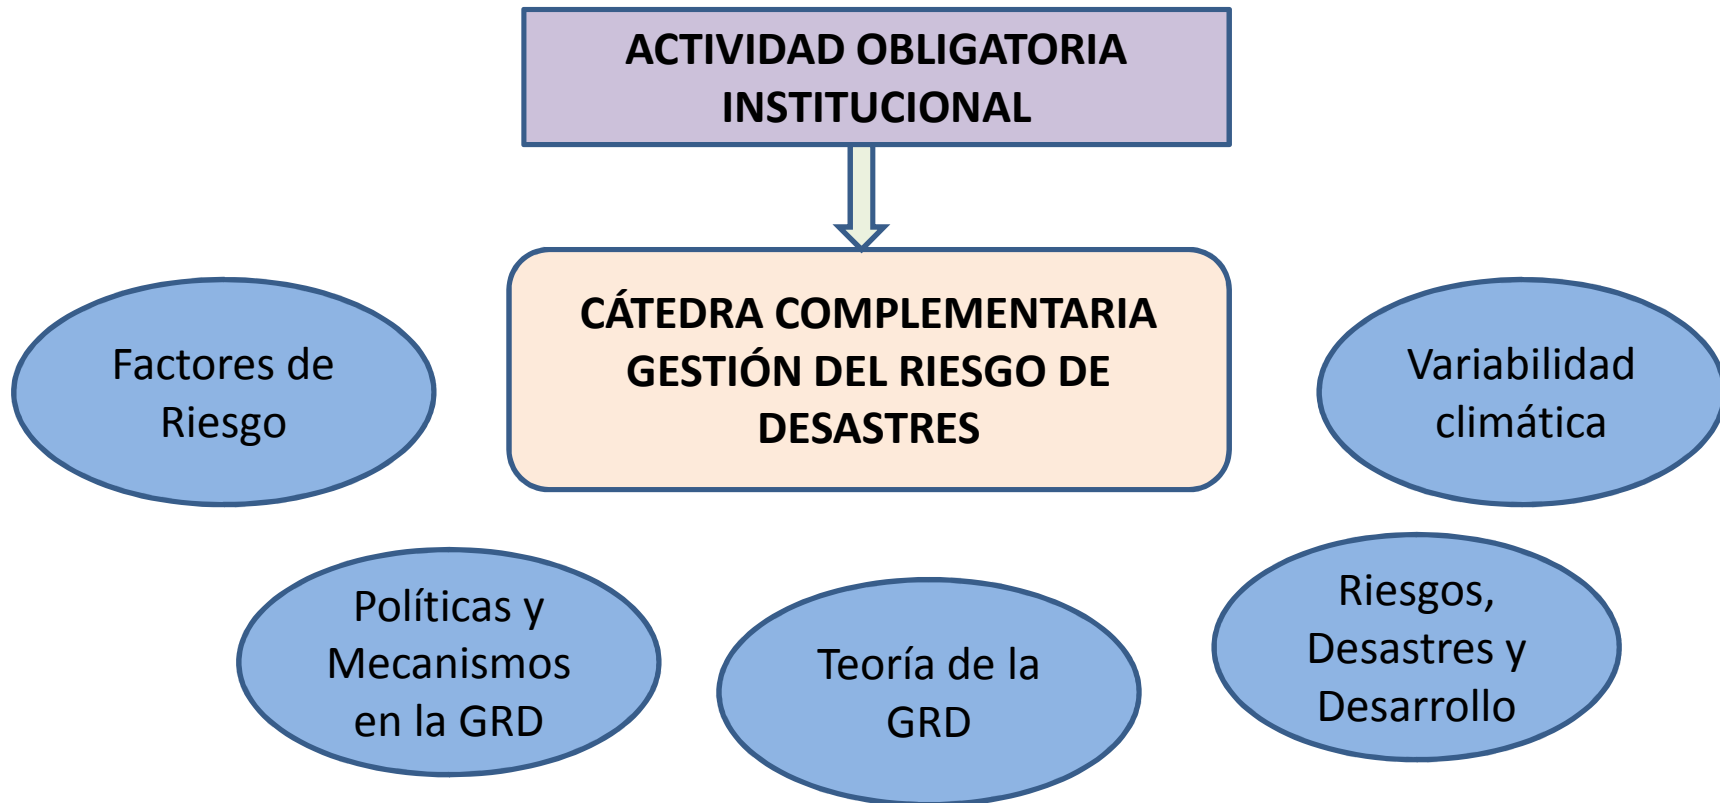 ACTIVIDAD OBLIGATORIA
INSTITUCIONAL
CÁTEDRA COMPLEMENTARIA
GESTIÓN DEL RIESGO DE
DESASTRES
Factores de
Riesgo
Variabilidad
climática
Políticas y
Mecanismos
en la GRD
Teoría de la
GRD
Riesgos,
Desastres y
Desarrollo